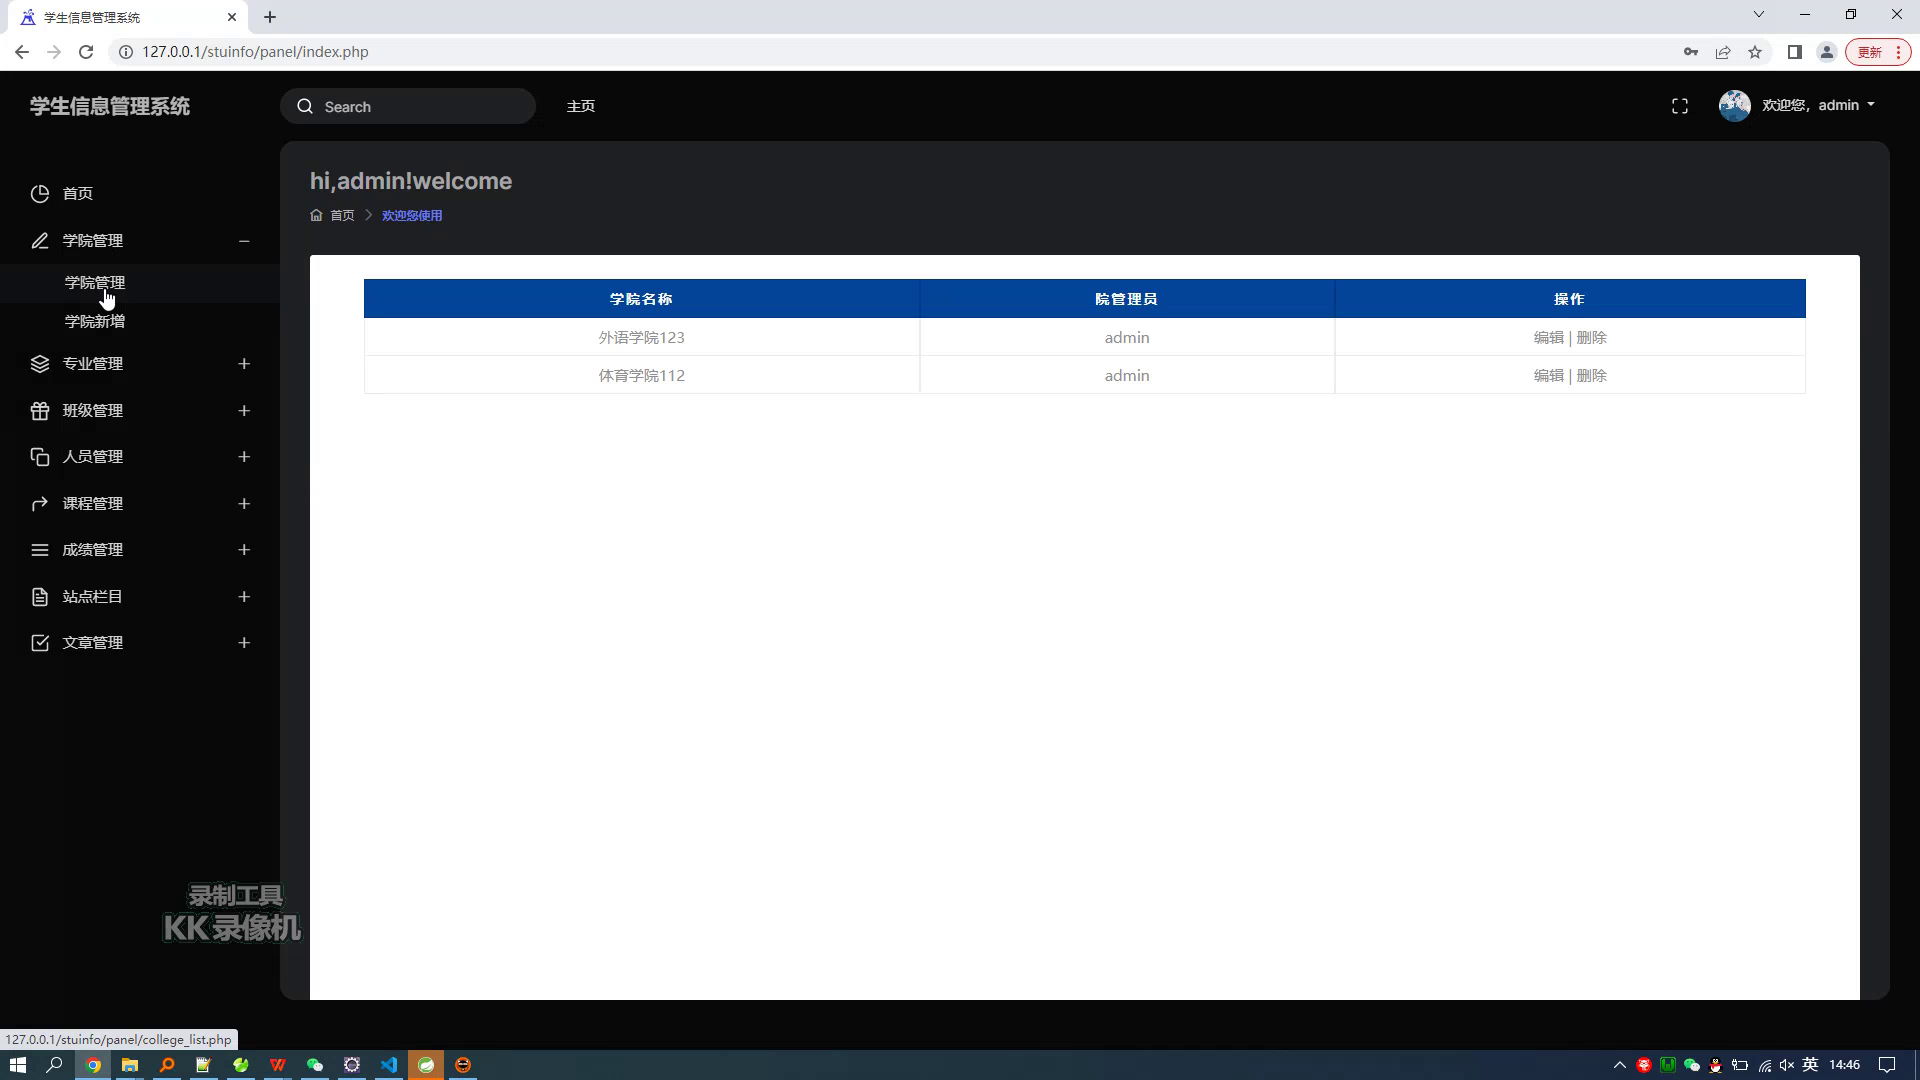 学生信息管理系统
127.0.0.1/stuinfo/panel/index.php
更新
学生信息管理系统
Search
主页
欢迎您，admin
hi,admin!welcome
首页
欢迎您使用
首页
学院管理
学院管理
学院新增
专业管理
班级管理
人员管理
课程管理
成绩管理
站点栏目
文章管理
学院名称 院管理员 操作
外语学院123 admin 编辑 | 删除
体育学院112 admin 编辑 | 删除
录制工具
KK录像机
127.0.0.1/stuinfo/panel/college_list.php
英
14:46